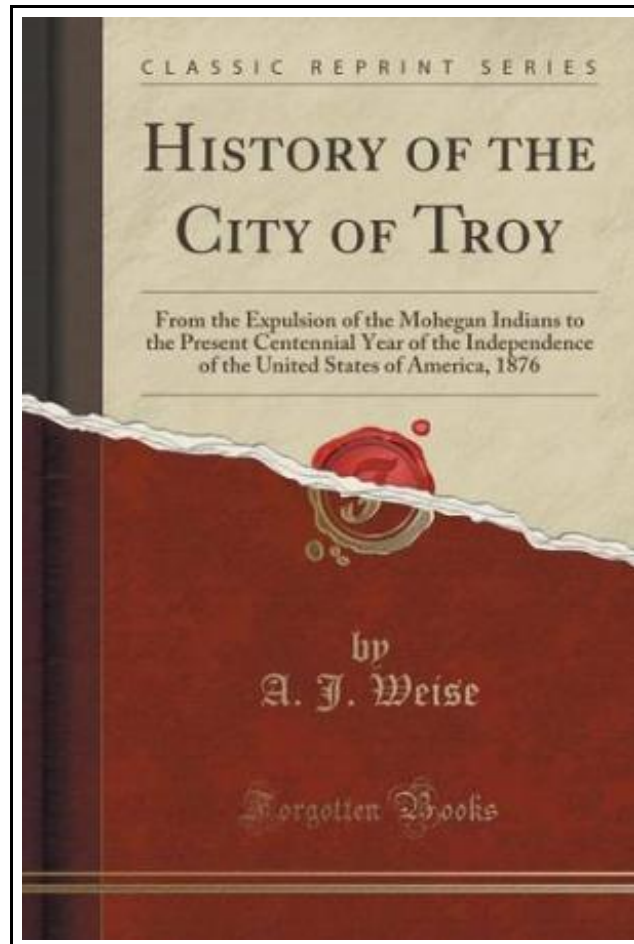 CLASSIC REPRINT SERIES
HISTORY OF THE
CITY OF TROY
From the Expulsion of the Mohegan Indians to
the Present Centennial Year of the Independence
of the United States of America, 1876
F
by
A. J. Weise
Forgotten Books